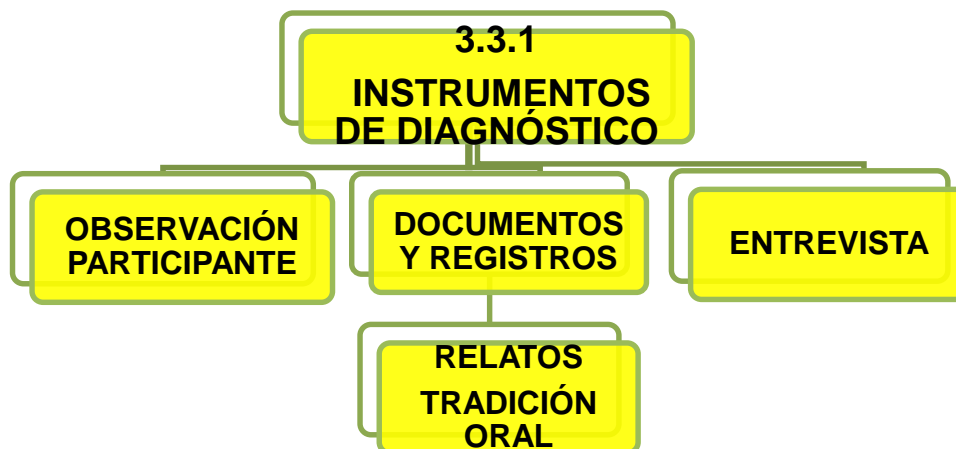 3.3.1
INSTRUMENTOS
DE DIAGNÓSTICO
OBSERVACIÓN
PARTICIPANTE
DOCUMENTOS
Y REGISTROS
ENTREVISTA
RELATOS
TRADICIÓN
ORAL